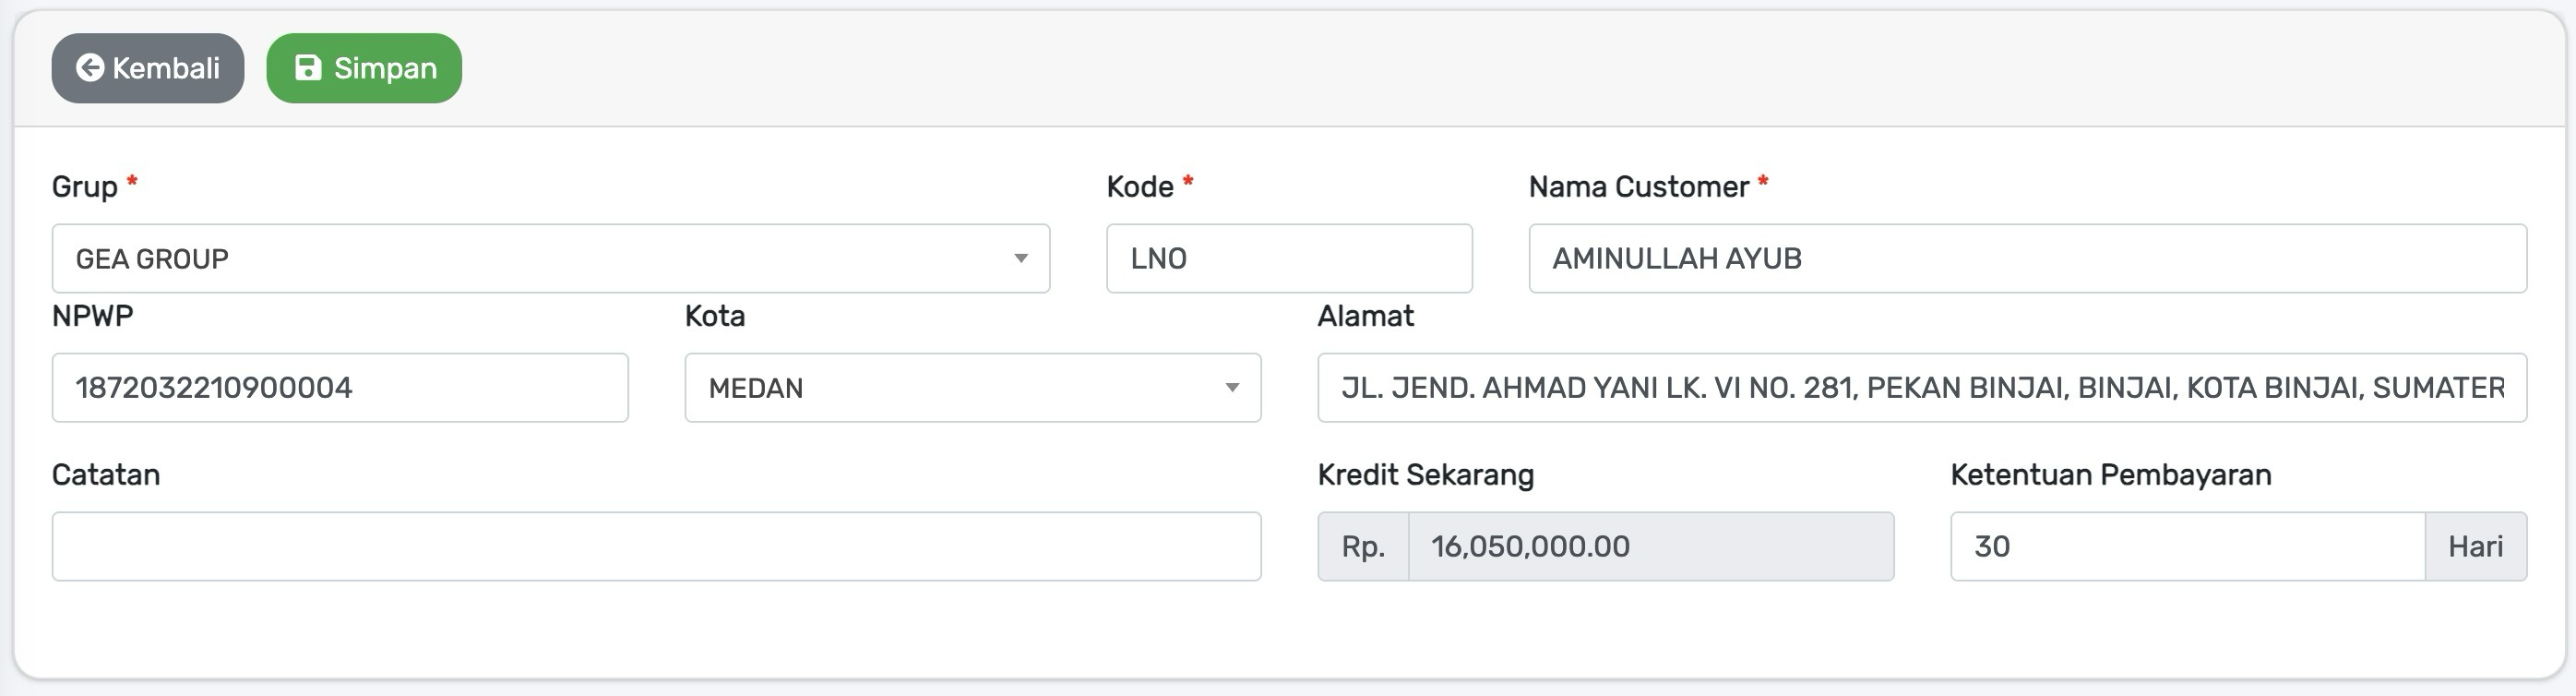 Kembali Simpan
Grup * Kode * Nama Customer *
GEA GROUP LNO AMINULLAH AYUB
NPWP Kota Alamat
1872032210900004 MEDAN JL. JEND. AHMAD YANI LK. VI NO. 281, PEKAN BINJAI, BINJAI, KOTA BINJAI, SUMATER
Catatan Kredit Sekarang Ketentuan Pembayaran
Rp. 16,050,000.00 30 Hari